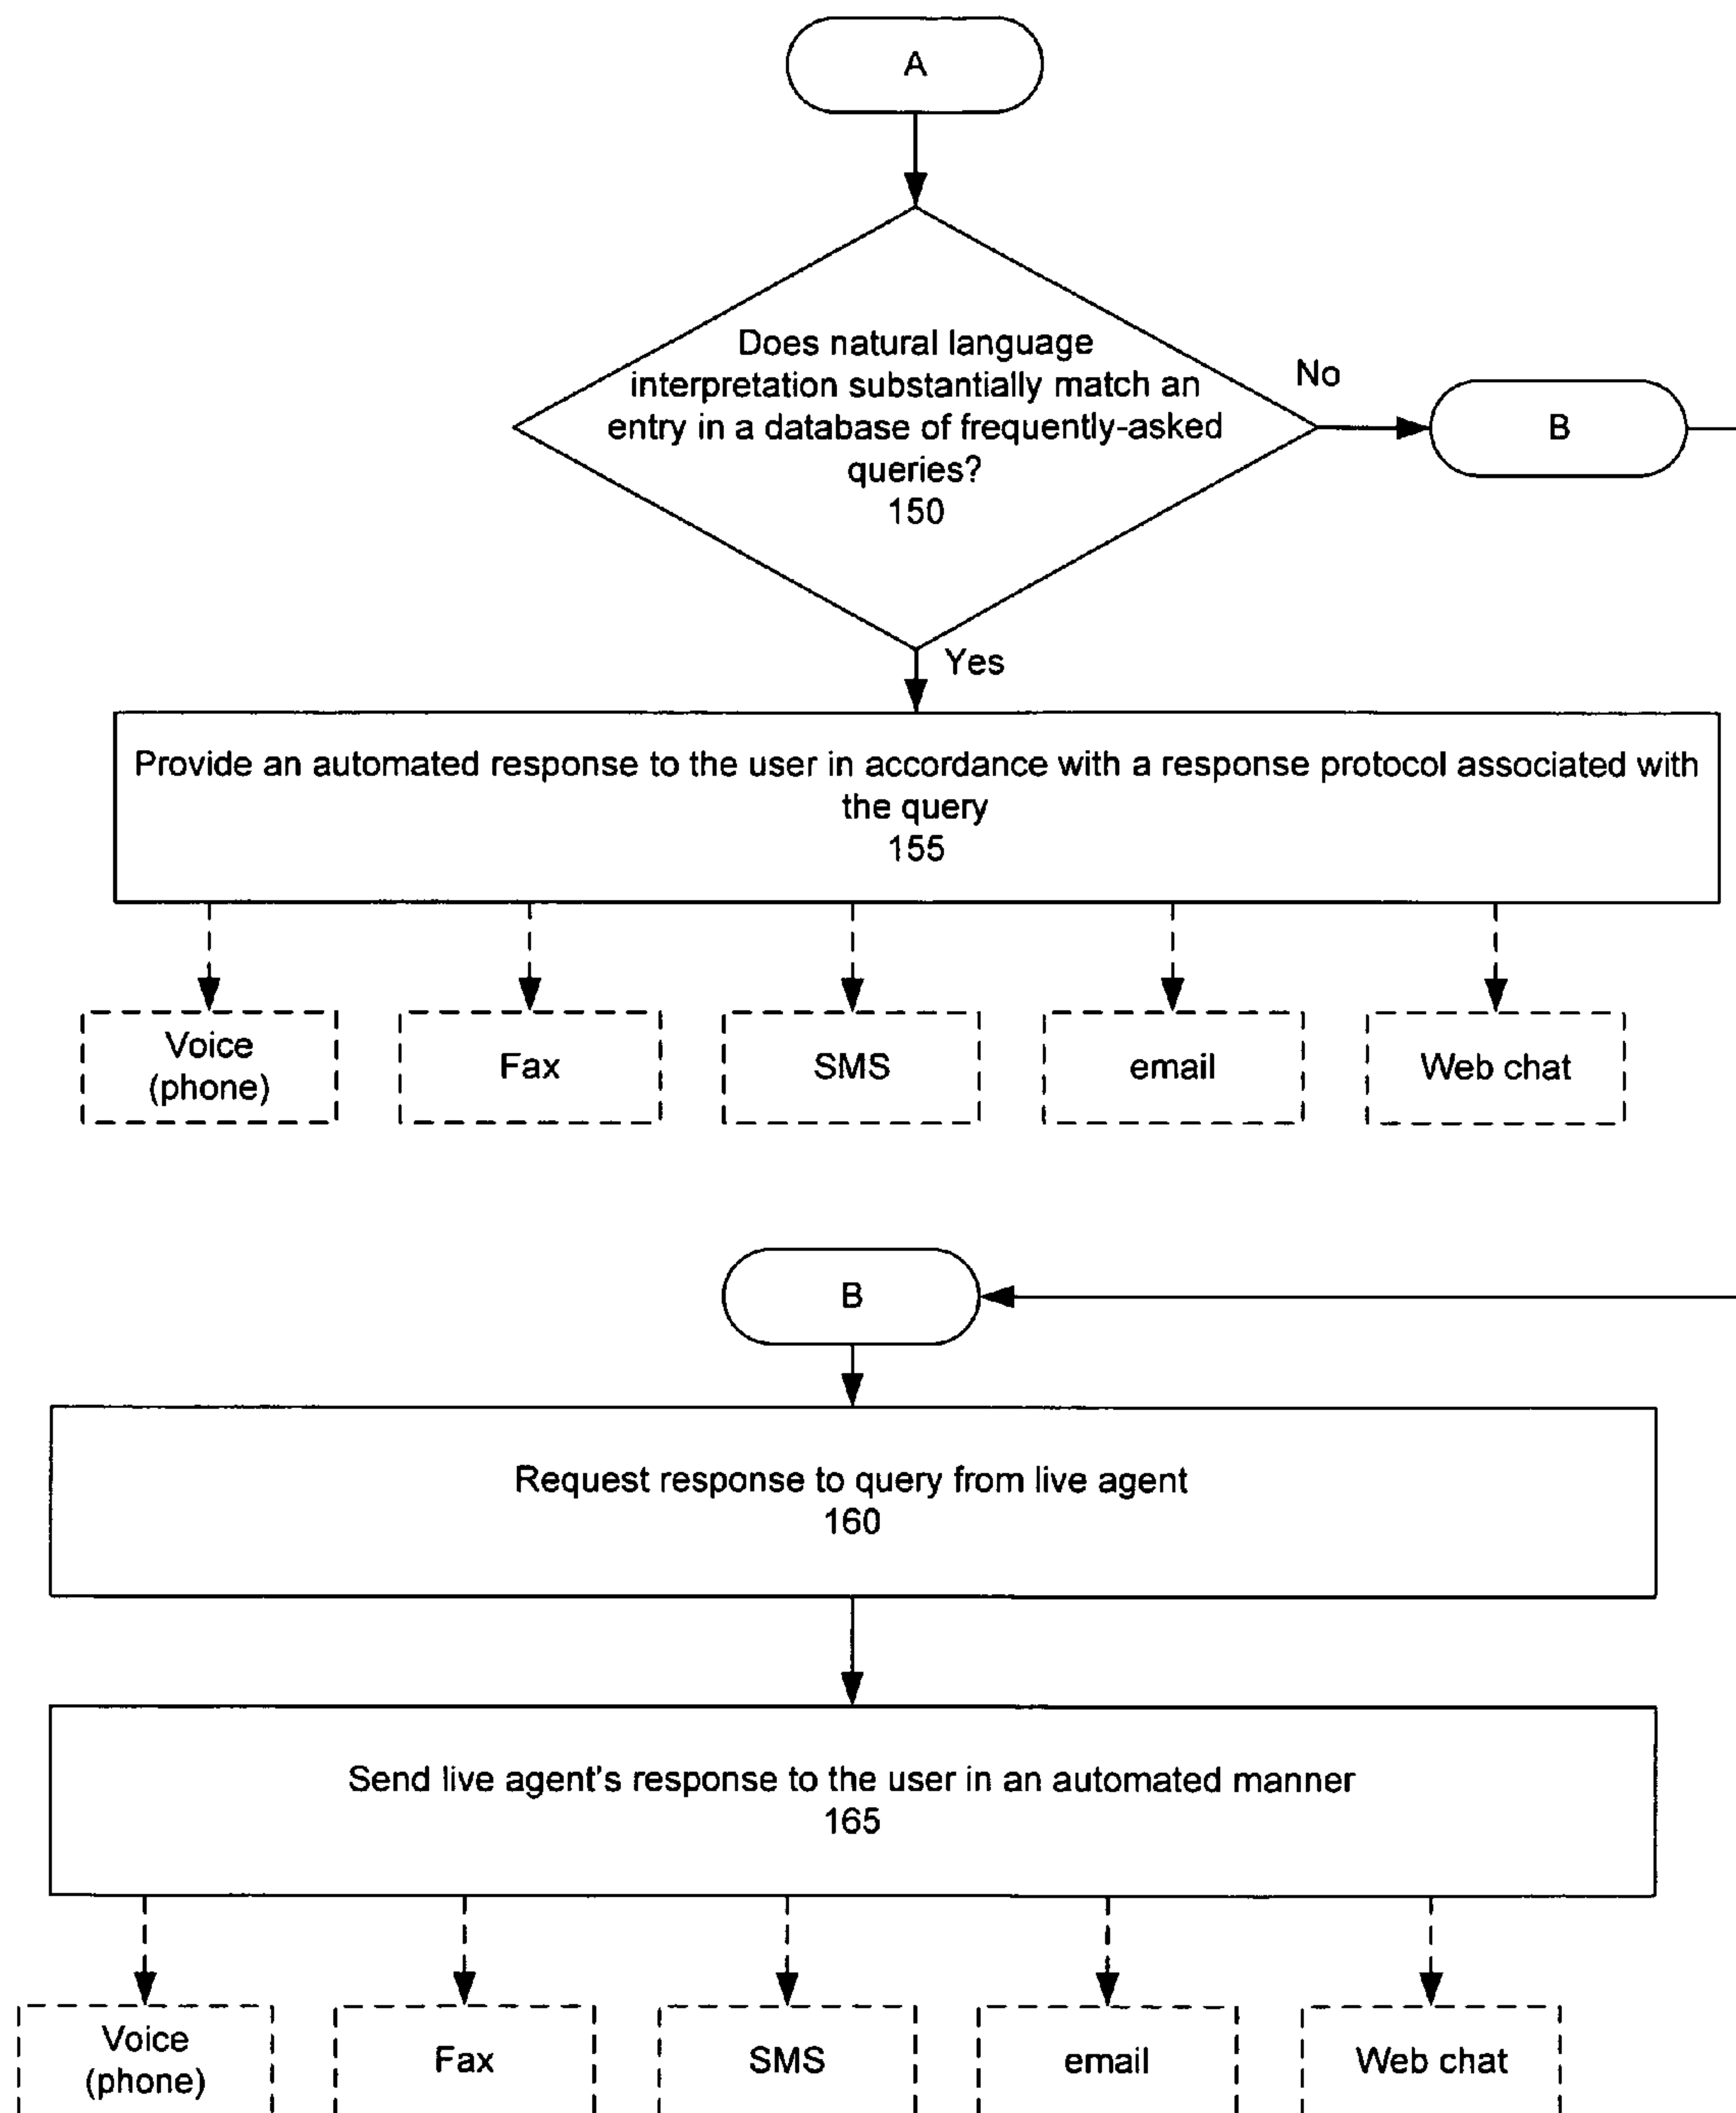 A
Does natural language
interpretation substantially match an
entry in a database of frequently-asked
queries?
150
No
B
Yes
Provide an automated response to the user in accordance with a response protocol associated with
the query
155
Voice
(phone)
Fax
SMS
email
Web chat
B
Request response to query from live agent
160
Send live agent's response to the user in an automated manner
165
Voice
(phone)
Fax
SMS
email
Web chat